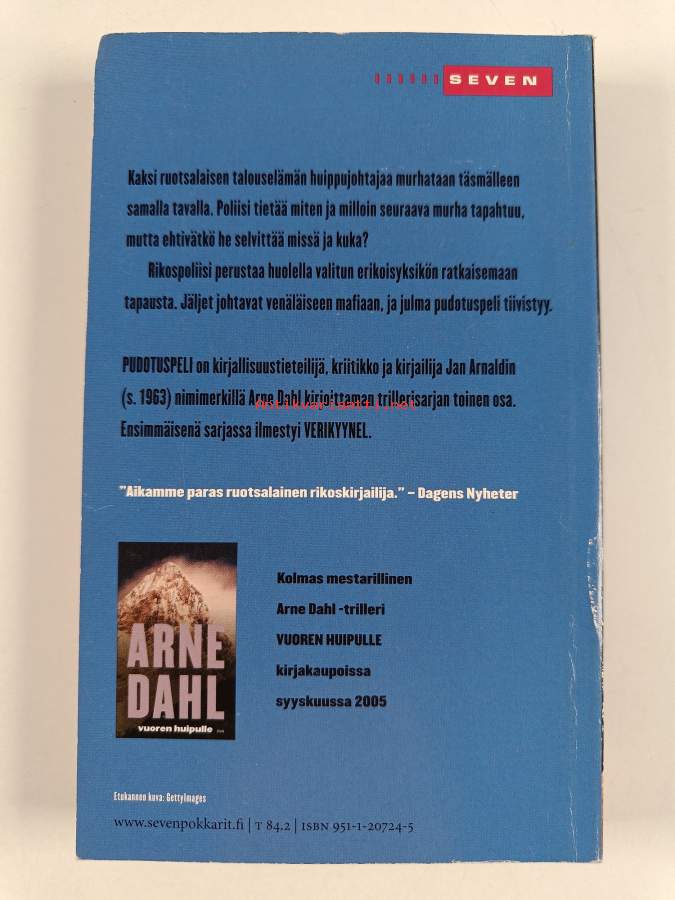 SEVEN
Kaksi ruotsalaisen talouselämän huippujohtajaa murhataan täsmälleen
samalla tavalla. Poliisi tietää miten ja milloin seuraava murha tapahtuu,
mutta ehtivätkö he selvittää missä ja kuka?
Rikospoliisi perustaa huolella valitun erikoisyksikön ratkaisemaan
tapausta. Jäljet johtavat venäläiseen mafiaan, ja julma pudotuspeli tiivistyy.
PUDOTUSPELI on kirjallisuustieteilijä, kriitikko ja kirjailija Jan Arnaldin
(s. 1963) nimimerkillä Arne Dahl kirjoittaman trillerisarjan toinen osa.
Antikvariaatti.net
Ensimmäisenä sarjassa ilmestyi VERIKYYNEL.
"Aikamme paras ruotsalainen rikoskirjailija." – Dagens Nyheter
ARNE
DAHL
vuoren huipulle
Kolmas mestarillinen
Arne Dahl -trilleri
VUOREN HUIPULLE
kirjakaupoissa
syyskuussa 2005
Etukannen kuva: GettyImages
www.sevenpokkarit.fi | T 84.2 | ISBN 951-1-20724-5